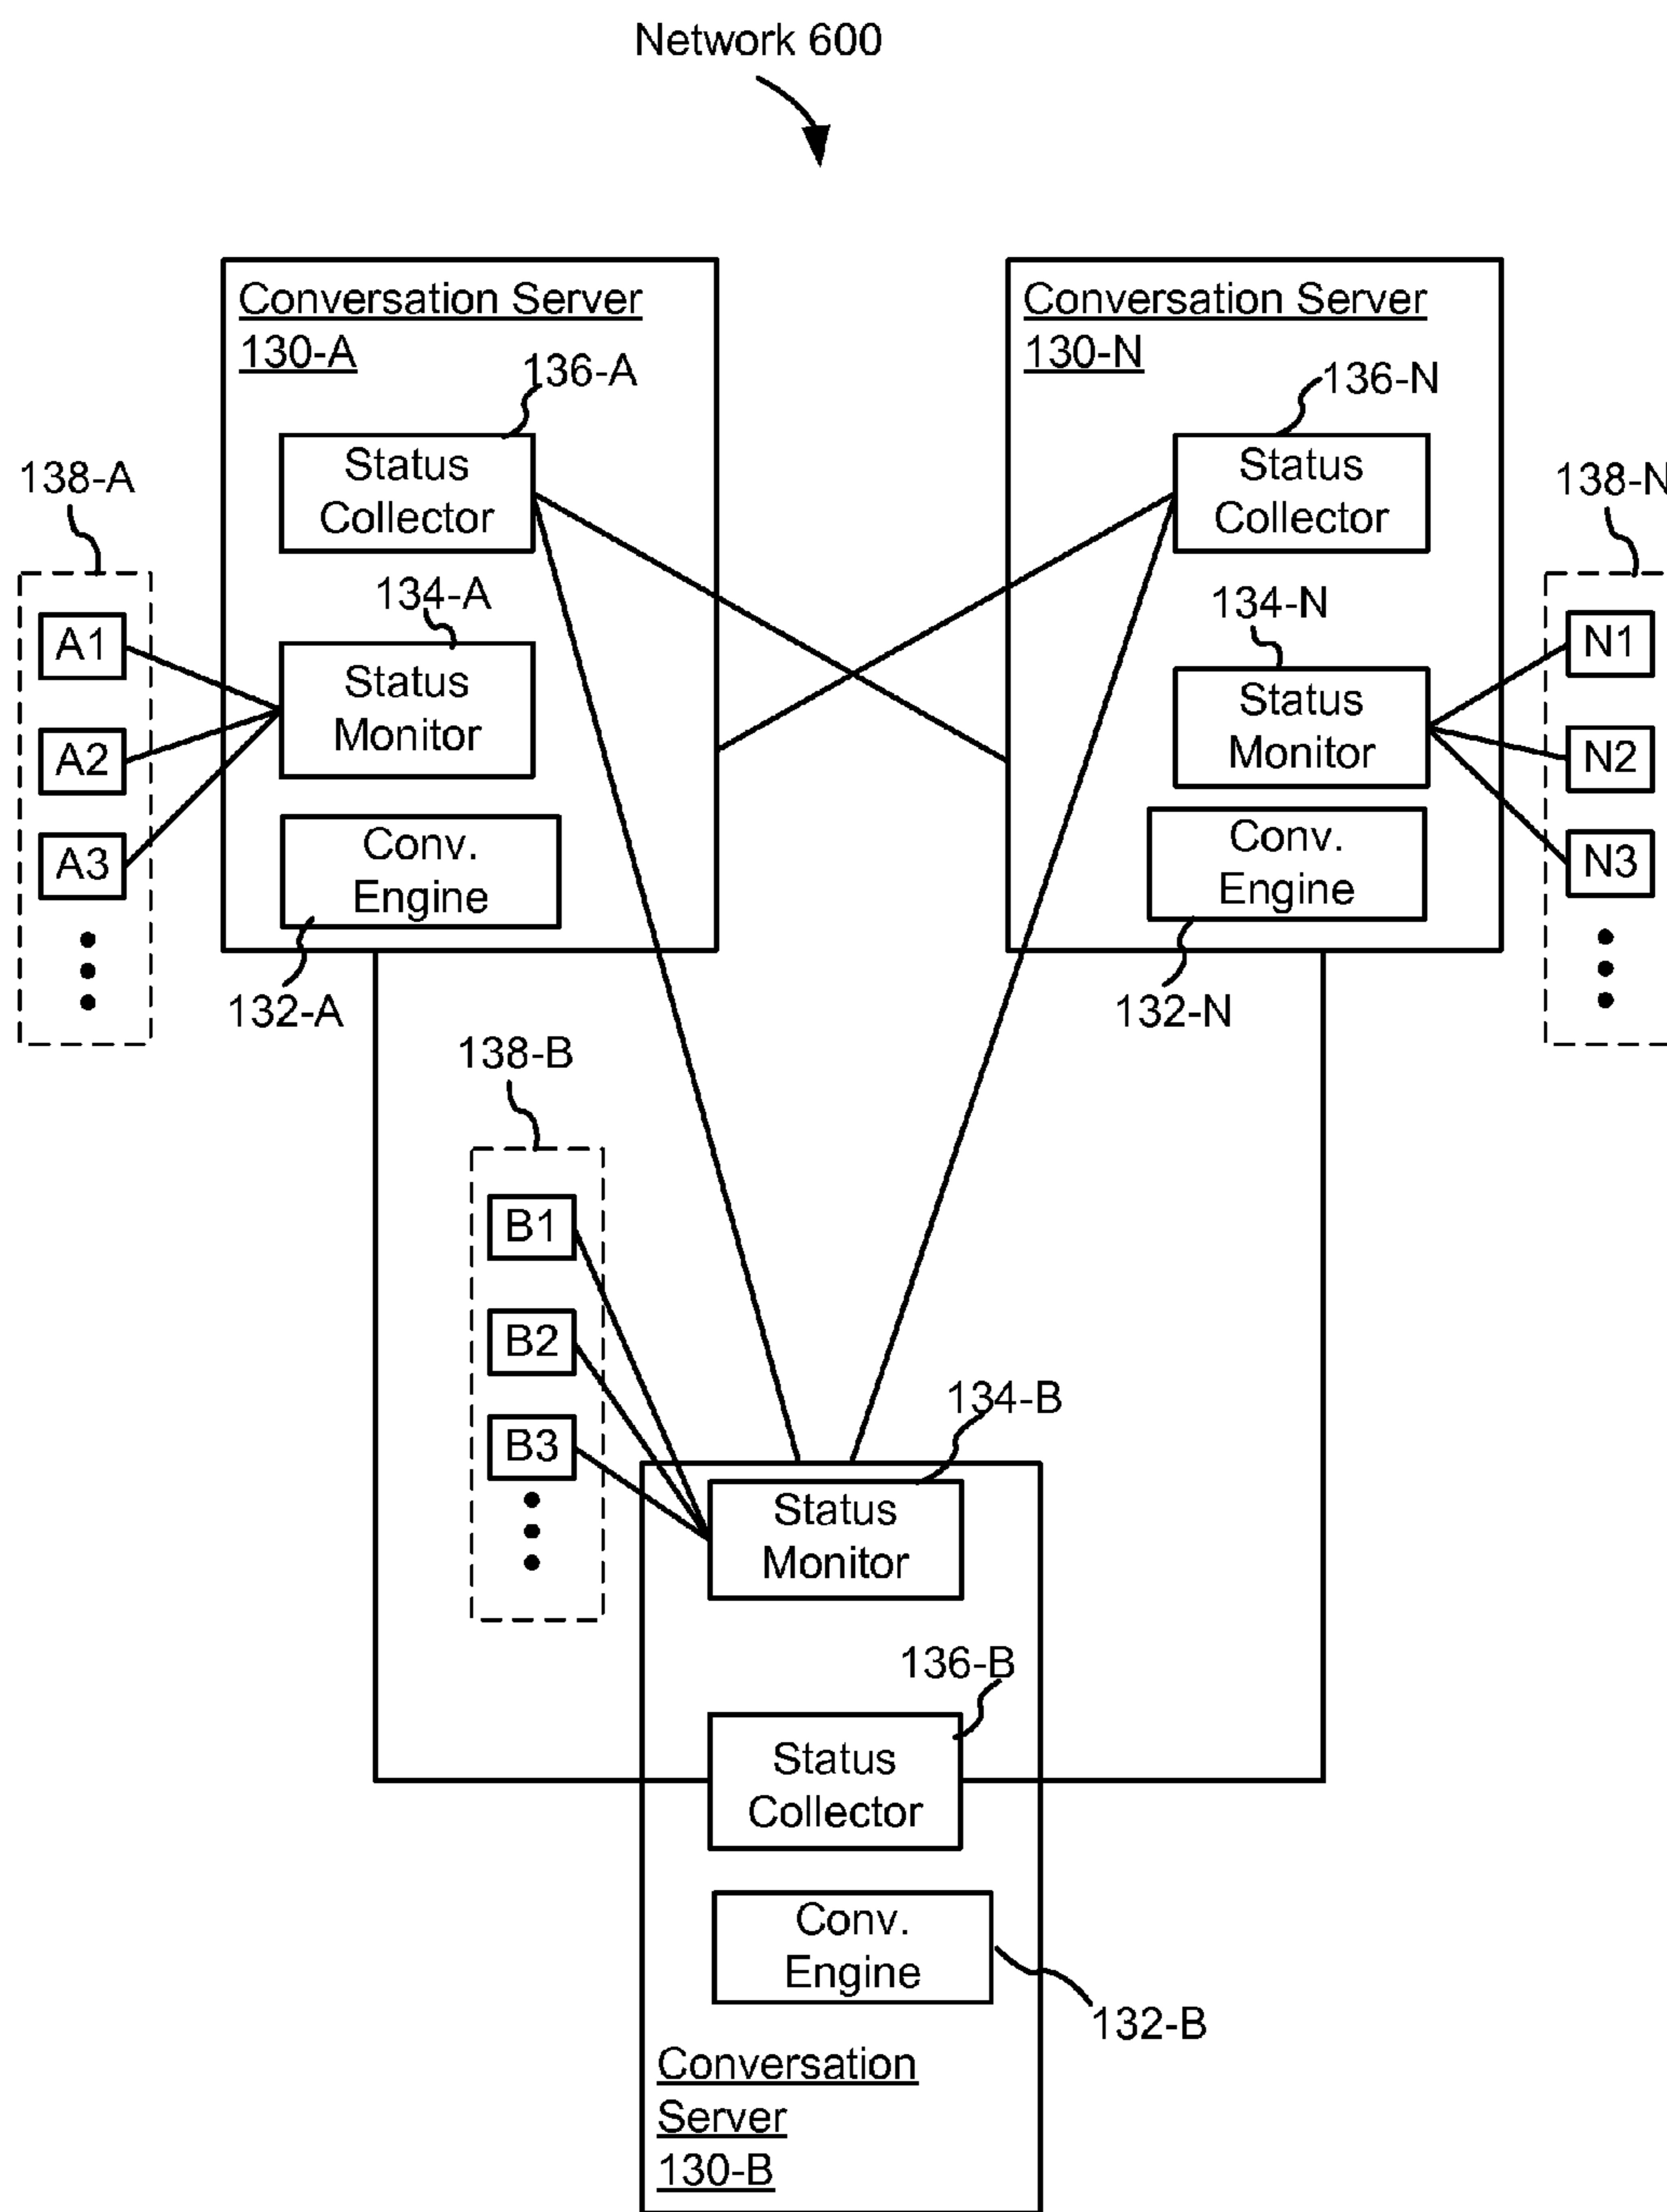 Network 600
Conversation Server
130-A
136-A
Status
Collector
138-A
134-A
A1
A2
A3
Status
Monitor
Conv.
Engine
132-A
Conversation Server
130-N
136-N
Status
Collector
138-N
134-N
Status
Monitor
N1
N2
N3
Conv.
Engine
132-N
138-B
B1
B2
B3
134-B
Status
Monitor
136-B
Status
Collector
Conv.
Engine
132-B
Conversation
Server
130-B